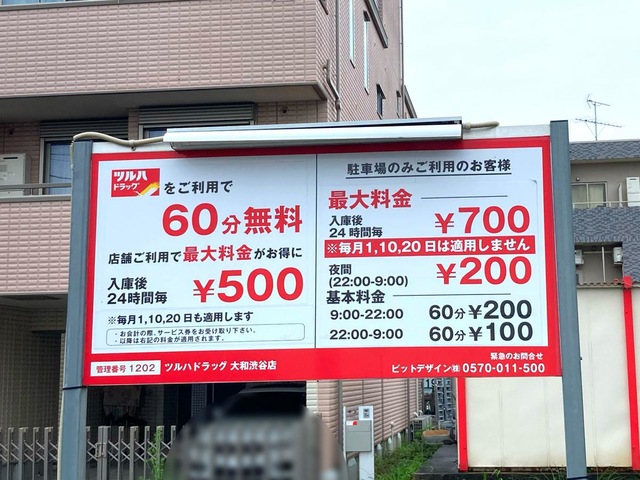 ツルハ
ドラッグ
をご利用で
60分無料
店舗ご利用で最大料金がお得に
入庫後
24時間毎
￥500
※毎月1,10,20日も適用します
・お会計の際、サービス券をお受け取り下さい。
・以降は右記の料金が適用されます。
駐車場のみご利用のお客様
最大料金
入庫後
24時間毎
￥700
※毎月1,10,20日は適用しません
夜間
(22:00-9:00)
￥200
基本料金
9:00-22:00 60分￥200
22:00-9:00 60分￥100
管理番号 1202 ツルハドラッグ 大和渋谷店
緊急のお問合せ
ピットデザイン㈱ 0570-011-500